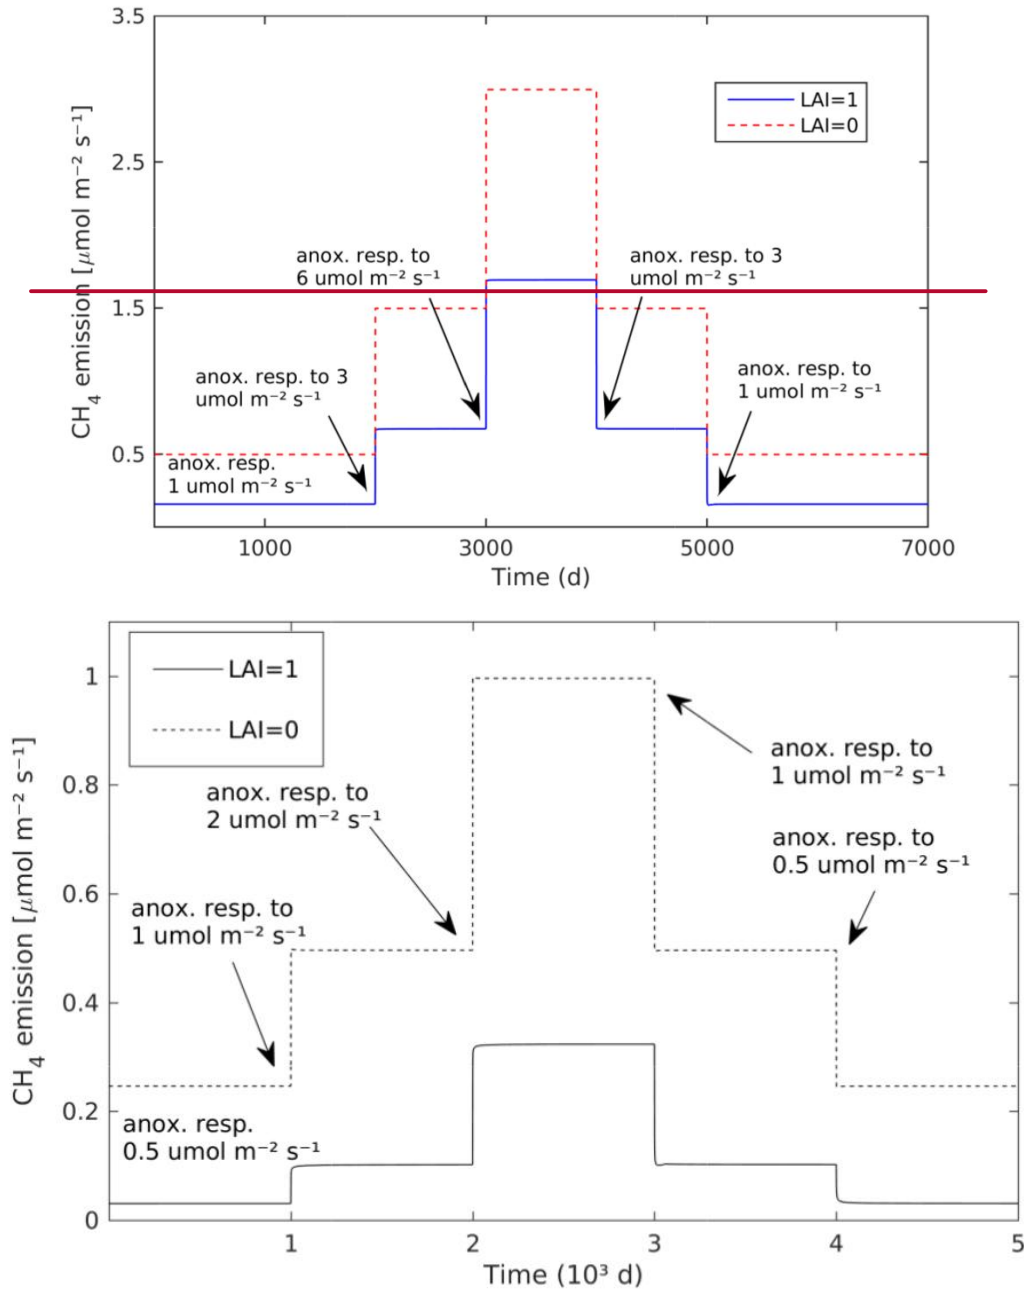 3.5
2.5
1.5
0.5
CH₄ emission [μmol m⁻² s⁻¹]
LAI=1
LAI=0
anox. resp. to
6 umol m⁻² s⁻¹
anox. resp. to 3
umol m⁻² s⁻¹
anox. resp. to 3
umol m⁻² s⁻¹
anox. resp. to
1 umol m⁻² s⁻¹
anox. resp.
1 umol m⁻² s⁻¹
1000
3000
5000
7000
Time (d)
LAI=1
LAI=0
1
0.8
0.6
0.4
0.2
0
CH₄ emission [μmol m⁻² s⁻¹]
anox. resp. to
1 umol m⁻² s⁻¹
anox. resp. to
2 umol m⁻² s⁻¹
anox. resp. to
0.5 umol m⁻² s⁻¹
anox. resp. to
1 umol m⁻² s⁻¹
anox. resp.
0.5 umol m⁻² s⁻¹
1
2
3
4
5
Time (10³ d)